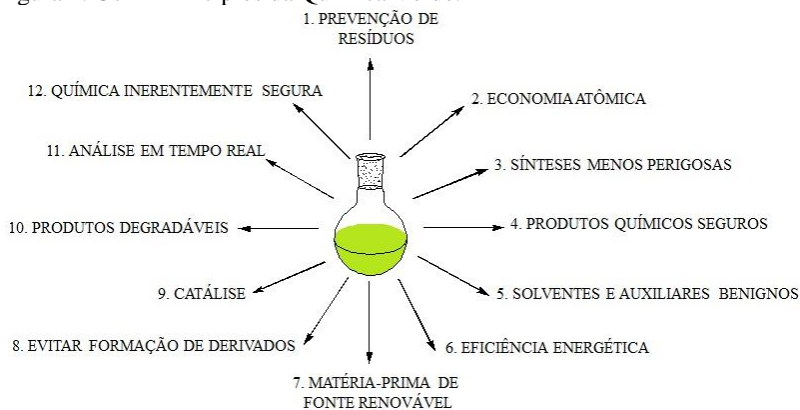 1. PREVENÇÃO DE
RESÍDUOS
2. ECONOMIA ATÔMICA
3. SÍNTESES MENOS PERIGOSAS
4. PRODUTOS QUÍMICOS SEGUROS
5. SOLVENTES E AUXILIARES BENIGNOS
6. EFICIÊNCIA ENERGÉTICA
7. MATÉRIA-PRIMA DE
FONTE RENOVÁVEL
8. EVITAR FORMAÇÃO DE DERIVADOS
9. CATÁLISE
10. PRODUTOS DEGRADÁVEIS
11. ANÁLISE EM TEMPO REAL
12. QUÍMICA INERENTEMENTE SEGURA